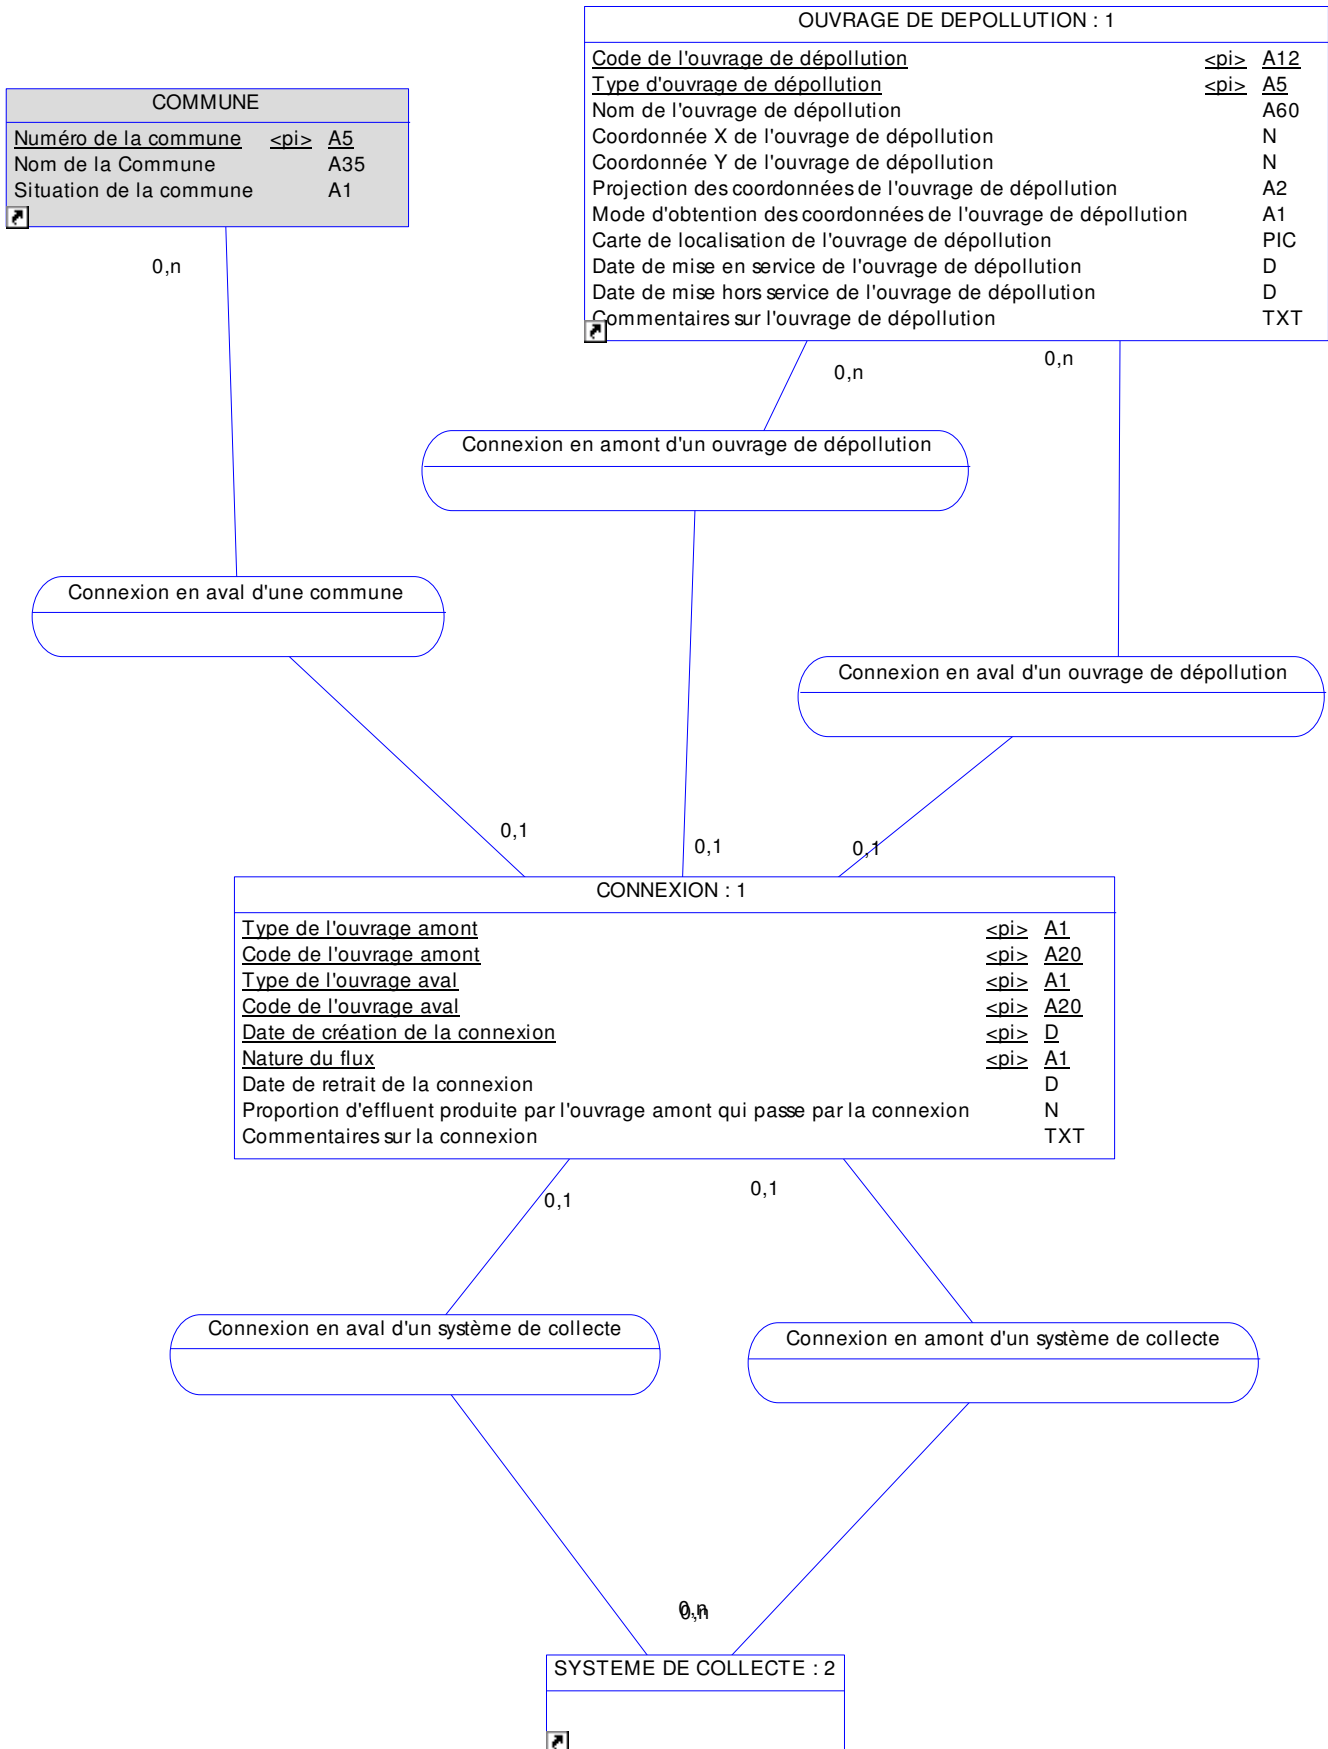 OUVRAGE DE DEPOLLUTION : 1
Code de l'ouvrage de dépollution <pi> A12
Type d'ouvrage de dépollution <pi> A5
Nom de l'ouvrage de dépollution A60
Coordonnée X de l'ouvrage de dépollution N
Coordonnée Y de l'ouvrage de dépollution N
Projection des coordonnées de l'ouvrage de dépollution A2
Mode d'obtention des coordonnées de l'ouvrage de dépollution A1
Carte de localisation de l'ouvrage de dépollution PIC
Date de mise en service de l'ouvrage de dépollution D
Date de mise hors service de l'ouvrage de dépollution D
Commentaires sur l'ouvrage de dépollution TXT
COMMUNE
Numéro de la commune <pi> A5
Nom de la Commune A35
Situation de la commune A1
0,n
0,n
0,n
Connexion en amont d'un ouvrage de dépollution
Connexion en aval d'une commune
Connexion en aval d'un ouvrage de dépollution
0,1
0,1
0,1
CONNEXION : 1
Type de l'ouvrage amont <pi> A1
Code de l'ouvrage amont <pi> A20
Type de l'ouvrage aval <pi> A1
Code de l'ouvrage aval <pi> A20
Date de création de la connexion <pi> D
Nature du flux <pi> A1
Date de retrait de la connexion D
Proportion d'effluent produite par l'ouvrage amont qui passe par la connexion N
Commentaires sur la connexion TXT
0,1
0,1
Connexion en aval d'un système de collecte
Connexion en amont d'un système de collecte
0,n
0,n
SYSTEME DE COLLECTE : 2